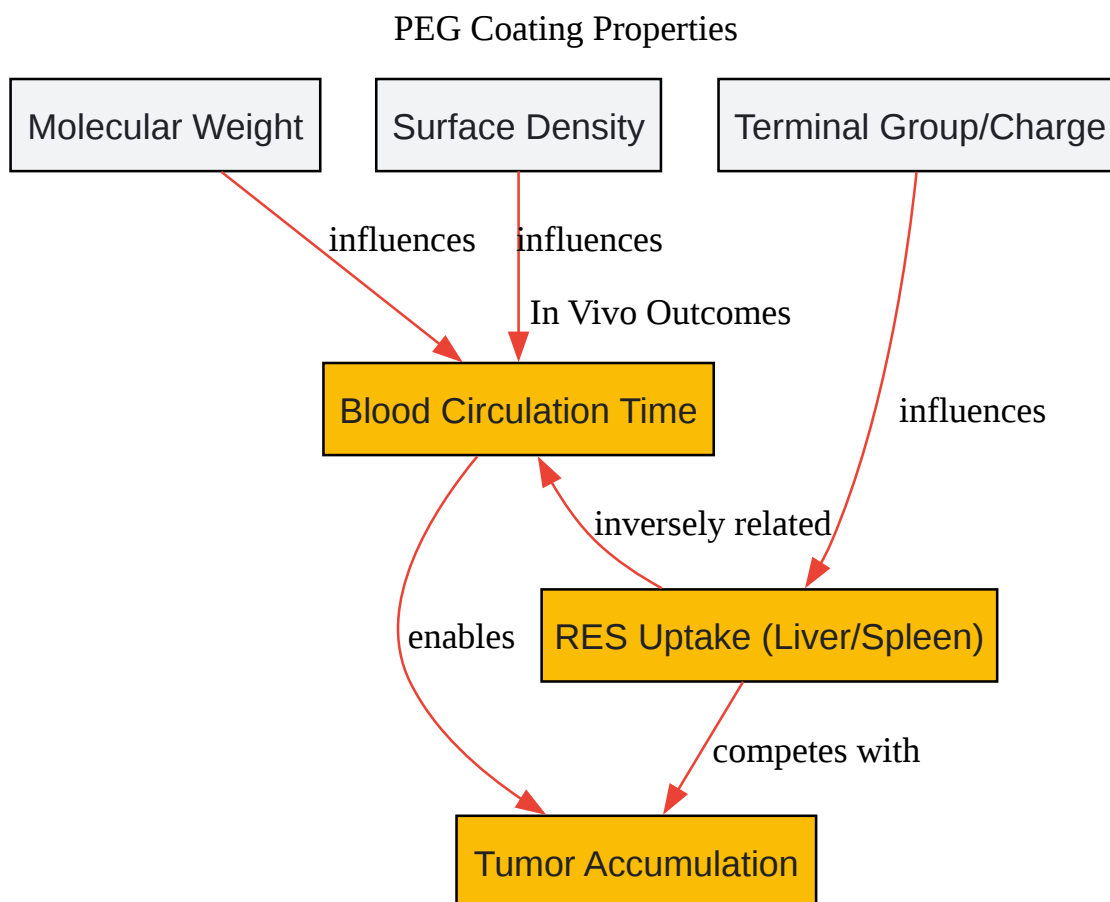 PEG Coating Properties
Molecular Weight
Surface Density
Terminal Group/Charge
influences
influences
In Vivo Outcomes
Blood Circulation Time
influences
inversely related
enables
RES Uptake (Liver/Spleen)
competes with
Tumor Accumulation